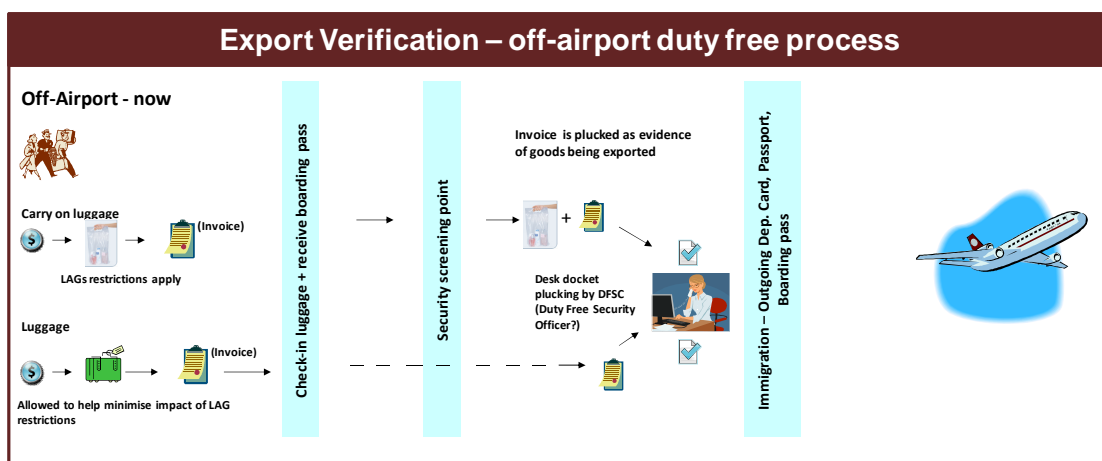 Export Verification – off-airport duty free process
Off-Airport - now
Carry on luggage
$
(Invoice)
LAGs restrictions apply
Luggage
$
(Invoice)
Allowed to help minimise impact of LAG
restrictions
Check-in luggage + receive boarding pass
Security screening point
Invoice is plucked as evidence
of goods being exported
+
Desk docket
plucking by DFSC
(Duty Free Security
Officer?)
Immigration – Outgoing Dep. Card, Passport,
Boarding pass